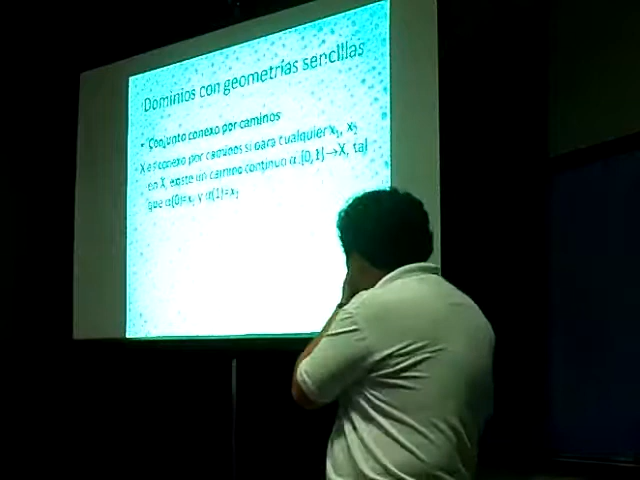 Dominios con geometrías sencillas
• Conjunto conexo por caminos
X es conexo por caminos si para cualquier x₁, x₂
en X, existe un camino continuo α:[0,1]→X, tal
que α(0)=x₁ y α(1)=x₂